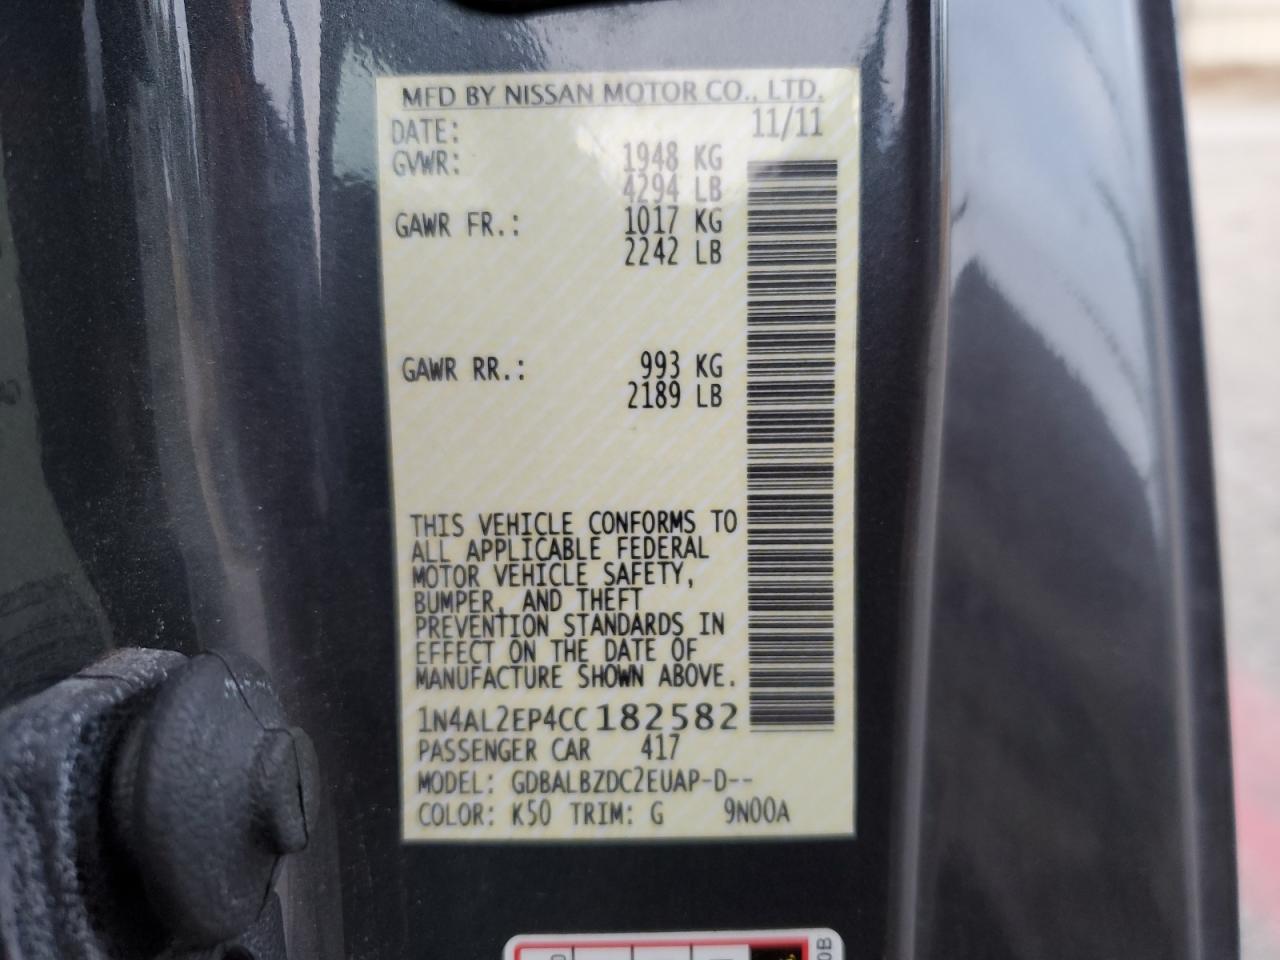 MFD BY NISSAN MOTOR CO., LTD.
DATE: 11/11
GVWR: 1948 KG
4294 LB
GAWR FR.: 1017 KG
2242 LB
GAWR RR.: 993 KG
2189 LB
THIS VEHICLE CONFORMS TO
ALL APPLICABLE FEDERAL
MOTOR VEHICLE SAFETY,
BUMPER, AND THEFT
PREVENTION STANDARDS IN
EFFECT ON THE DATE OF
MANUFACTURE SHOWN ABOVE.
1N4AL2EP4CC182582
PASSENGER CAR 417
MODEL: GDBALBZDC2EUAP-D--
COLOR: K50 TRIM: G 9N00A